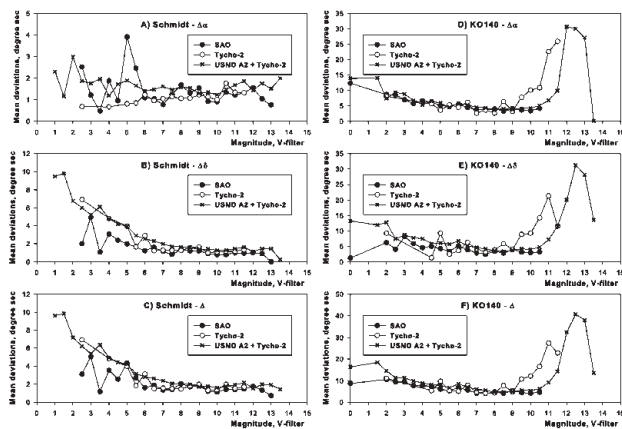 A) Schmidt - Δα
Mean deviations, degree sec
5
4
3
2
1
0
SAO
Tycho-2
USNO A2 + Tycho-2
0 1 2 3 4 5 6 7 8 9 10 11 12 13 14 15
Magnitude, V-filter
B) Schmidt - Δδ
Mean deviations, degree sec
12
10
8
6
4
2
0
SAO
Tycho-2
USNO A2 + Tycho-2
0 1 2 3 4 5 6 7 8 9 10 11 12 13 14 15
Magnitude, V-filter
C) Schmidt - Δ
Mean deviations, degree sec
12
10
8
6
4
2
0
SAO
Tycho-2
USNO A2 + Tycho-2
0 1 2 3 4 5 6 7 8 9 10 11 12 13 14 15
Magnitude, V-filter
D) KO140 - Δα
Mean deviations, degree sec
35
30
25
20
15
10
5
0
SAO
Tycho-2
USNO A2 + Tycho-2
0 1 2 3 4 5 6 7 8 9 10 11 12 13 14 15
Magnitude, V-filter
E) KO140 - Δδ
Mean deviations, degree sec
35
30
25
20
15
10
5
0
SAO
Tycho-2
USNO A2 + Tycho-2
0 1 2 3 4 5 6 7 8 9 10 11 12 13 14 15
Magnitude, V-filter
F) KO140 - Δ
Mean deviations, degree sec
50
40
30
20
10
0
SAO
Tycho-2
USNO A2 + Tycho-2
0 1 2 3 4 5 6 7 8 9 10 11 12 13 14 15
Magnitude, V-filter